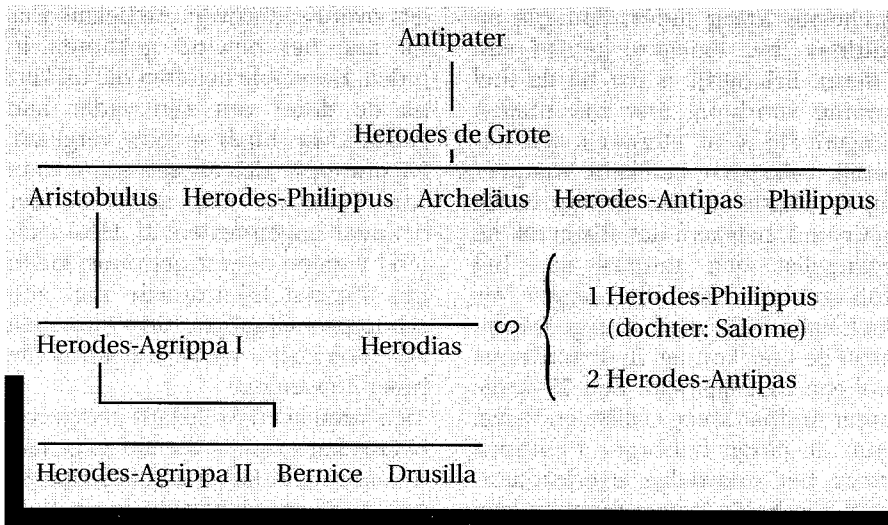 Antipater
Herodes de Grote
Aristobulus Herodes-Philippus Archeläus Herodes-Antipas Philippus
1 Herodes-Philippus
(dochter: Salome)
Herodes-Agrippa I Herodias
2 Herodes-Antipas
Herodes-Agrippa II Bernice Drusilla